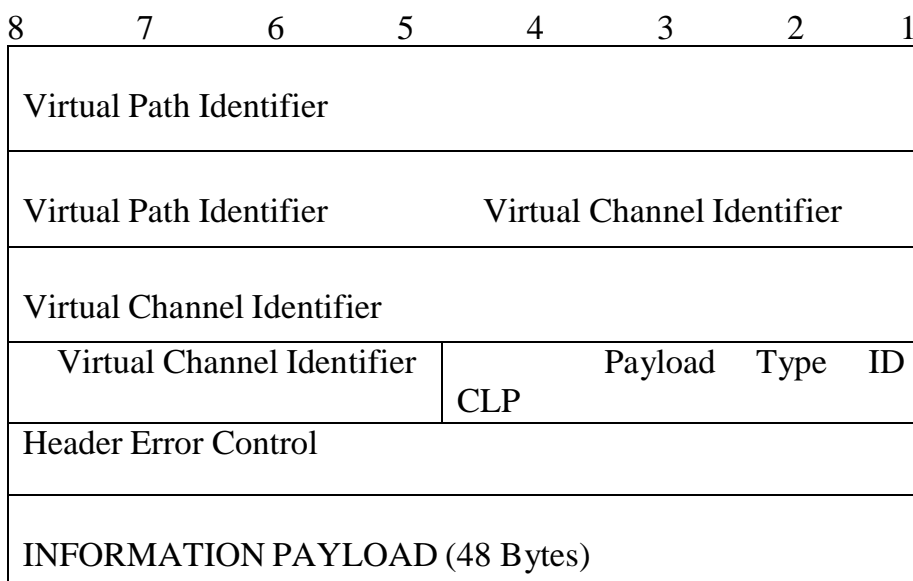 8 7 6 5 4 3 2 1
Virtual Path Identifier
Virtual Path Identifier Virtual Channel Identifier
Virtual Channel Identifier
Virtual Channel Identifier Payload Type ID
CLP
Header Error Control
INFORMATION PAYLOAD (48 Bytes)